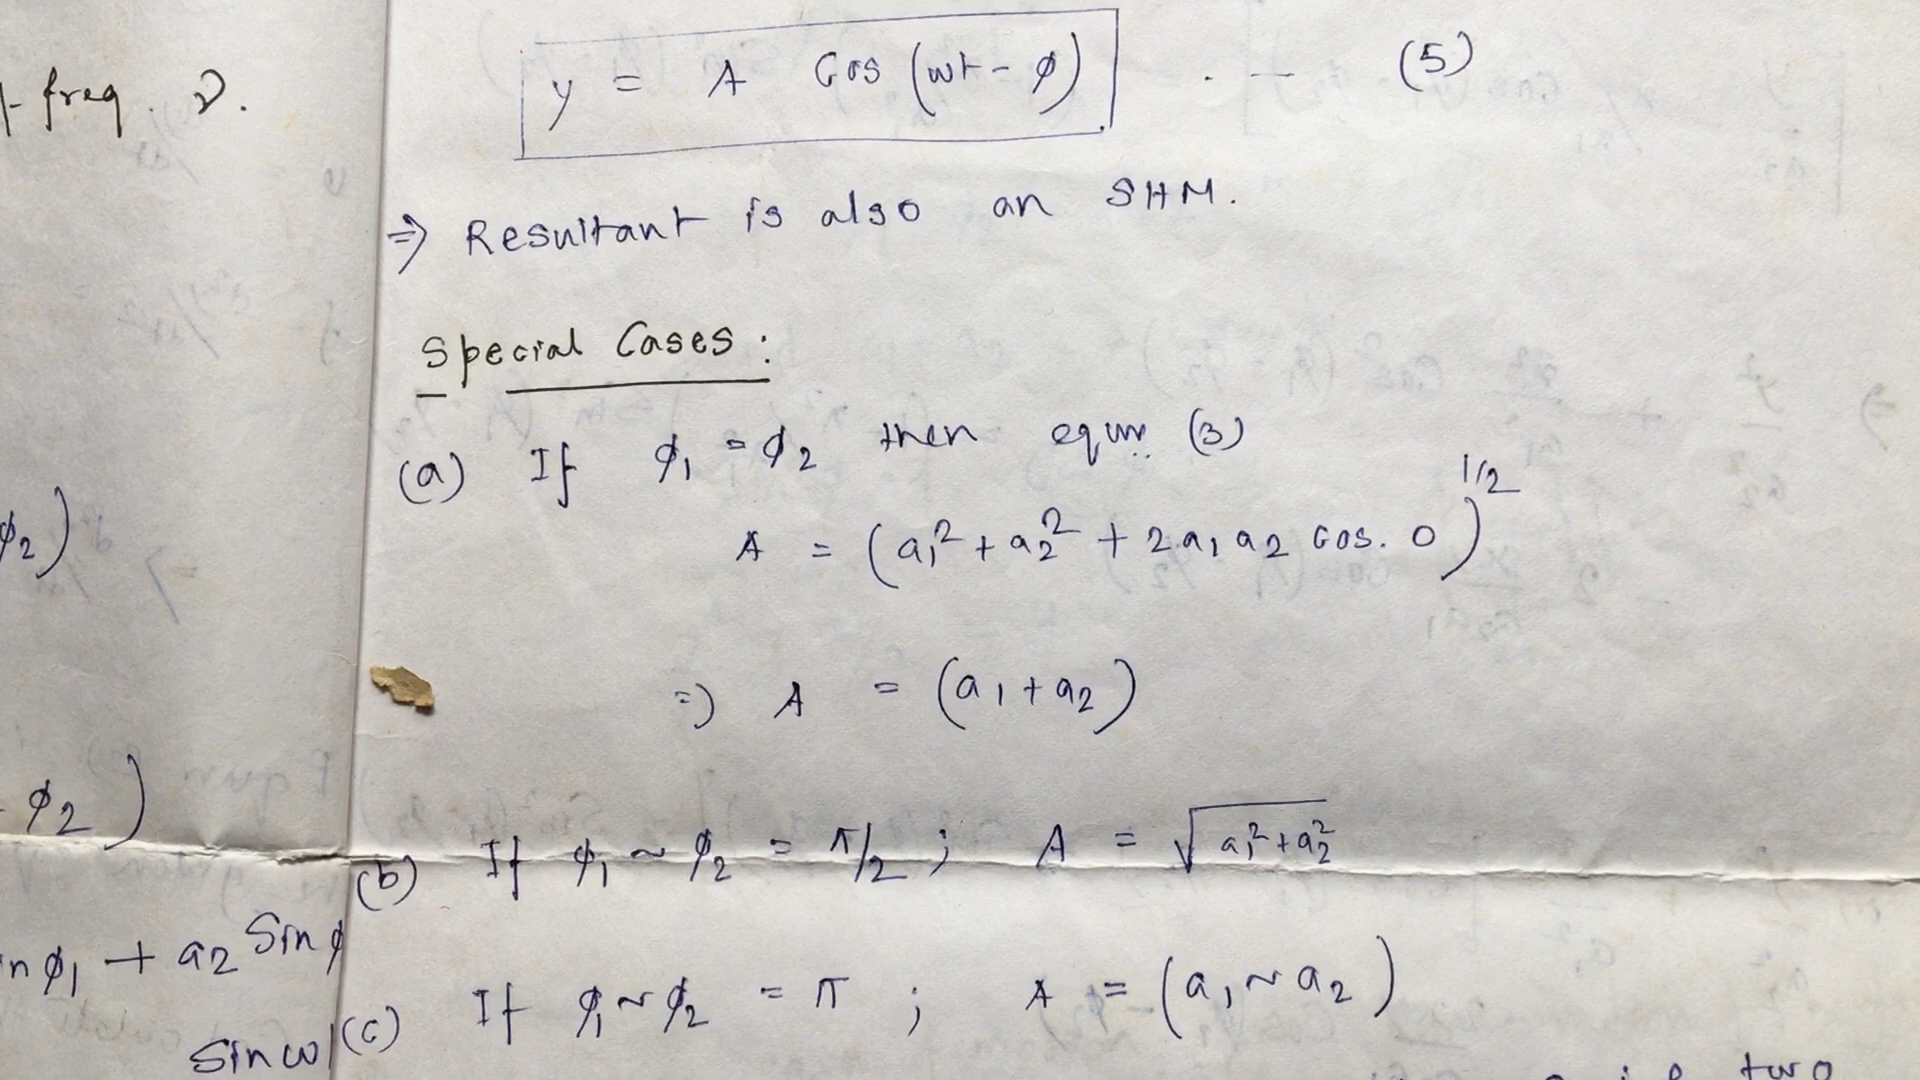 freq. ν.
φ2)
φ2)
nφ1 + a2 Sin φ
Sin ω
y = A Cos (ωt - φ) . — (5)
⇒ Resultant is also an SHM.
Special Cases:
(a) If φ1 = φ2 then equn. (3)
A = (a1² + a2² + 2.a1 a2 Cos. 0)^1/2
⇒ A = (a1 + a2)
(b) If φ1 ~ φ2 = π/2 ; A = √(a1² + a2²)
(c) If φ1 ~ φ2 = π ; A = (a1 ~ a2)
two